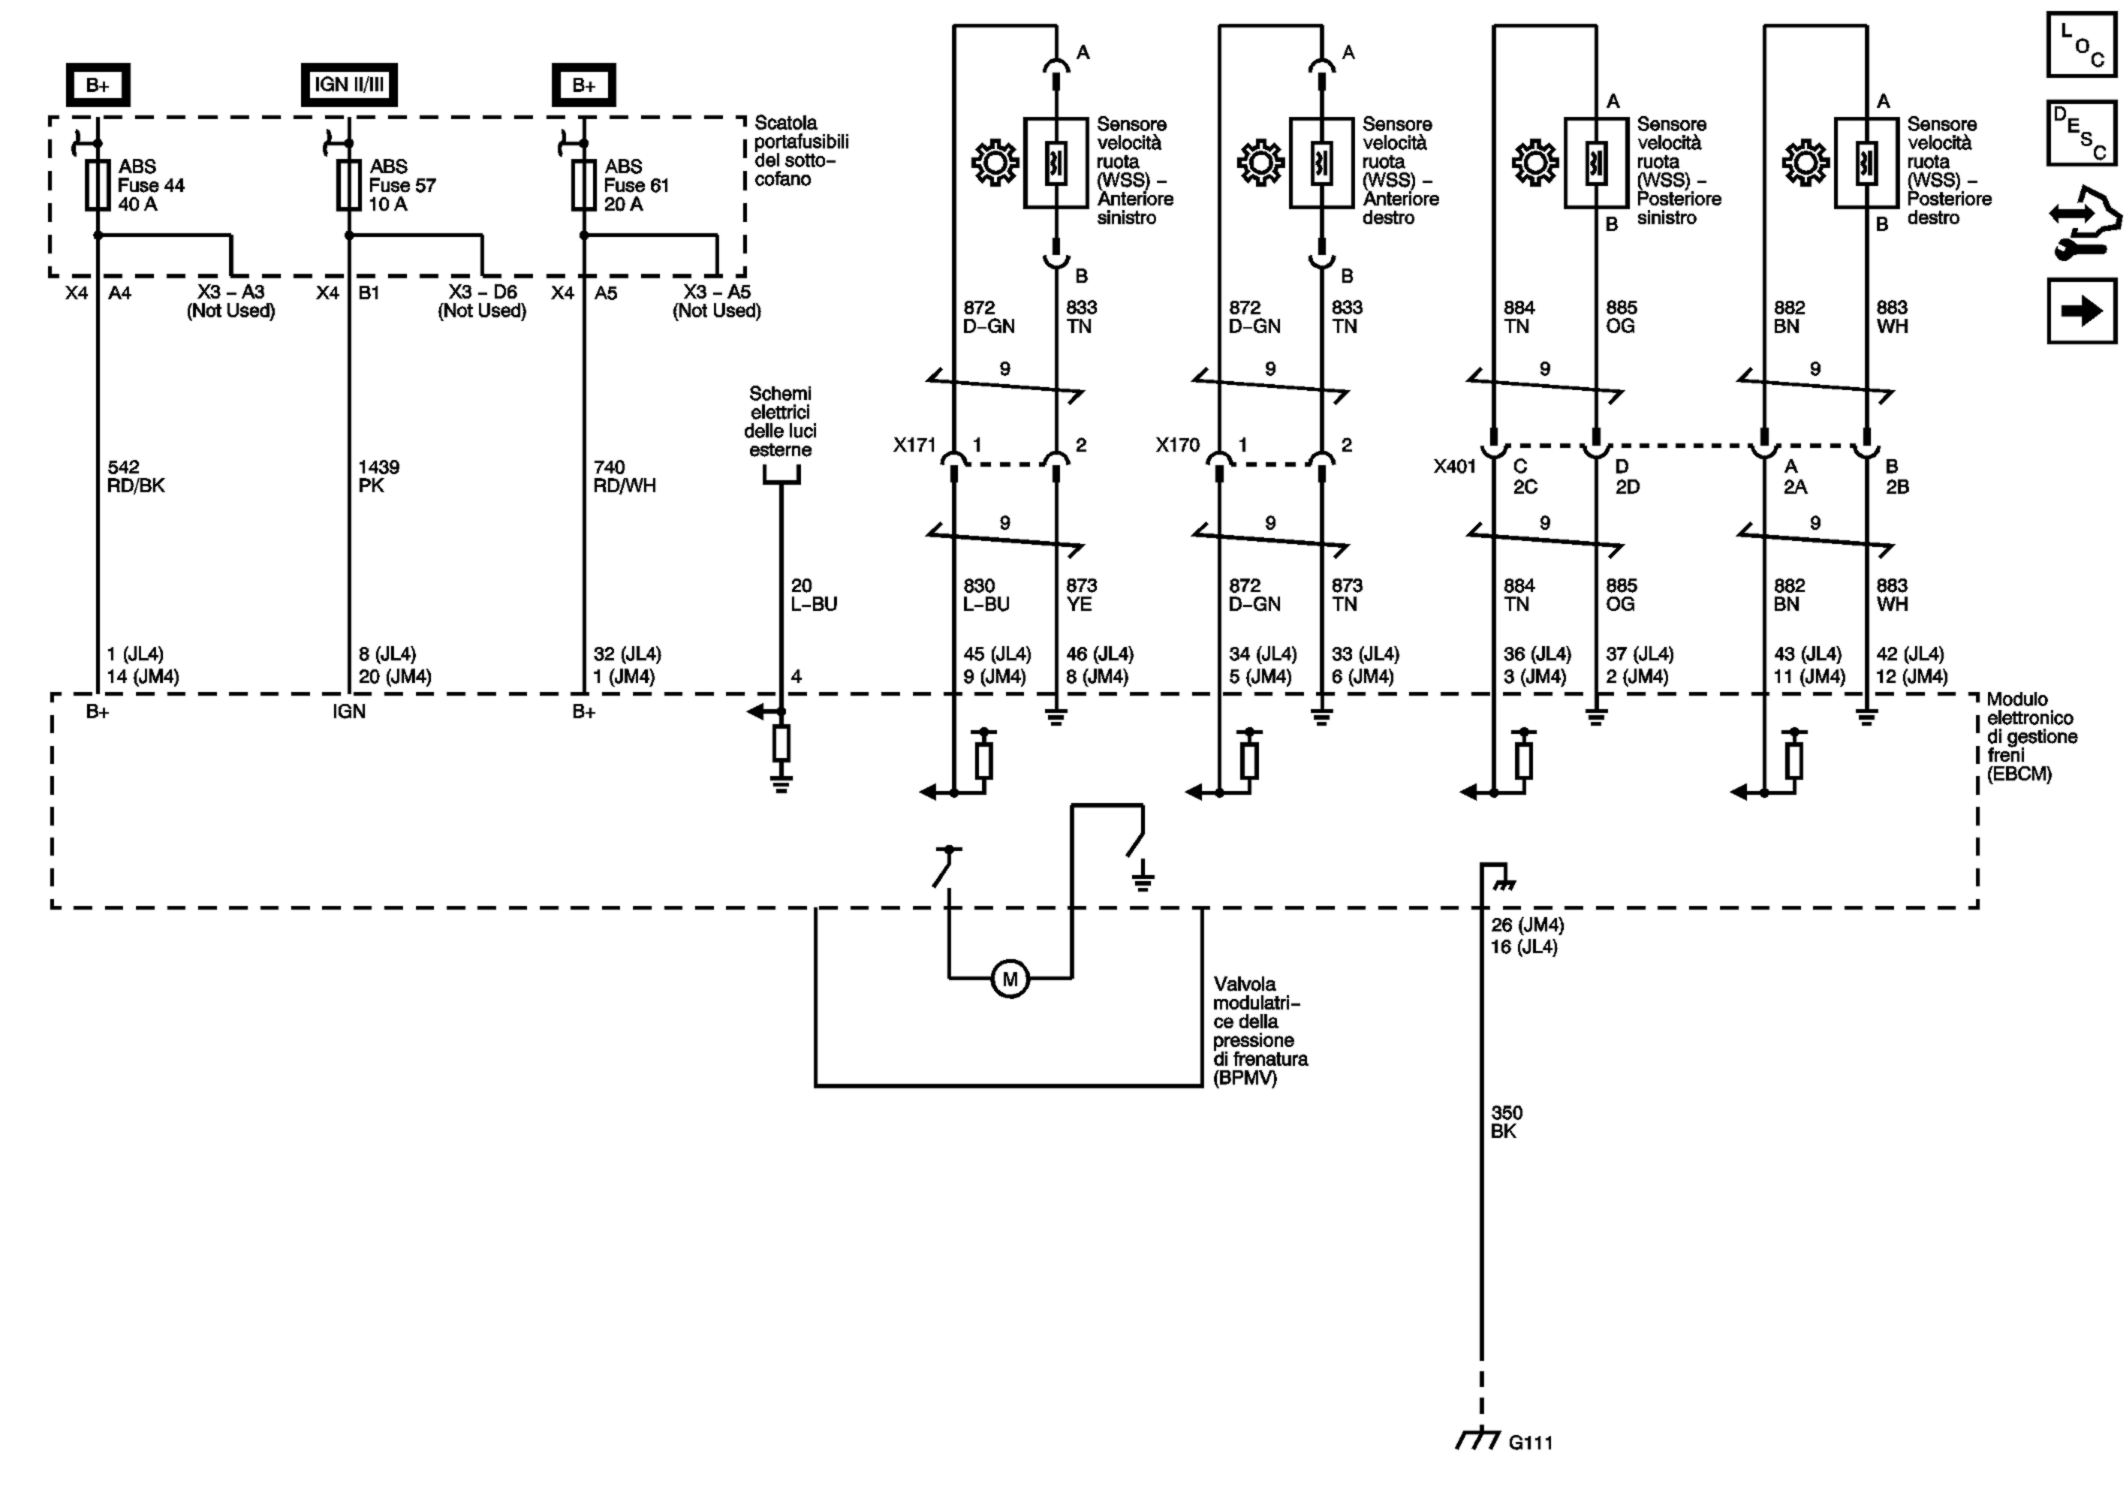 B+
IGN II/III
B+
Scatola
portafusibili
del sotto–
cofano
ABS
Fuse 44
40 A
ABS
Fuse 57
10 A
ABS
Fuse 61
20 A
X4 A4
X3 – A3
(Not Used)
X4 B1
X3 – D6
(Not Used)
X4 A5
X3 – A5
(Not Used)
542
RD/BK
1439
PK
740
RD/WH
Schemi
elettrici
delle luci
esterne
20
L–BU
1 (JL4)
14 (JM4)
8 (JL4)
20 (JM4)
32 (JL4)
1 (JM4)
4
B+
IGN
B+
A
Sensore
velocità
ruota
(WSS) –
Anteriore
sinistro
B
872
D–GN
833
TN
9
X171 1 2
9
830
L–BU
873
YE
45 (JL4)
9 (JM4)
46 (JL4)
8 (JM4)
A
Sensore
velocità
ruota
(WSS) –
Anteriore
destro
B
872
D–GN
833
TN
9
X170 1 2
9
872
D–GN
873
TN
34 (JL4)
5 (JM4)
33 (JL4)
6 (JM4)
A
Sensore
velocità
ruota
(WSS) –
Posteriore
sinistro
B
884
TN
885
OG
9
X401 C D
2C 2D
9
884
TN
885
OG
36 (JL4)
3 (JM4)
37 (JL4)
2 (JM4)
A
Sensore
velocità
ruota
(WSS) –
Posteriore
destro
B
882
BN
883
WH
9
A B
2A 2B
9
882
BN
883
WH
43 (JL4)
11 (JM4)
42 (JL4)
12 (JM4)
Modulo
elettronico
di gestione
freni
(EBCM)
M
Valvola
modulatri–
ce della
pressione
di frenatura
(BPMV)
26 (JM4)
16 (JL4)
350
BK
G111
LOC
DESC